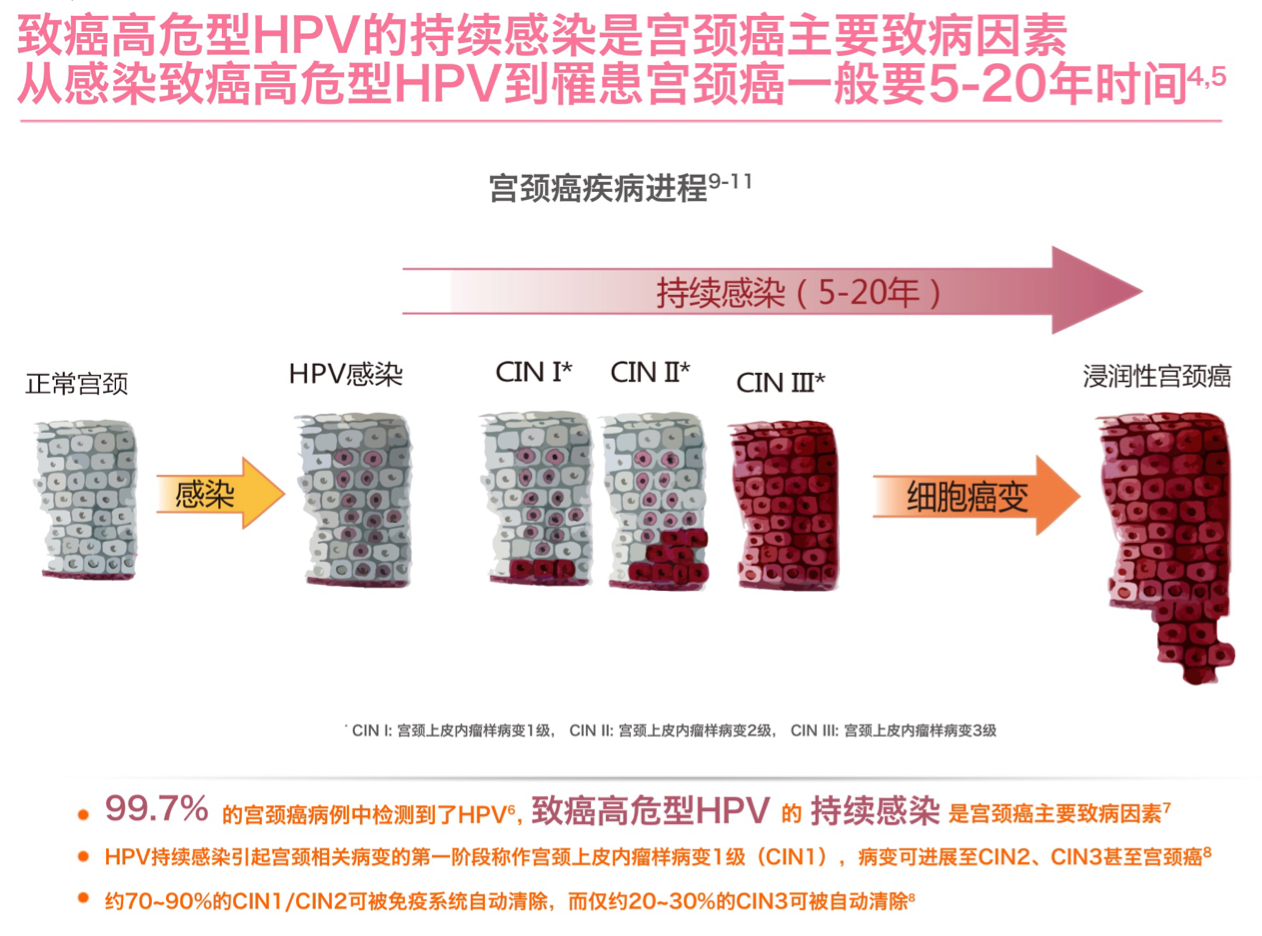 致癌高危型HPV的持续感染是宫颈癌主要致病因素
从感染致癌高危型HPV到罹患宫颈癌一般要5-20年时间4,5
宫颈癌疾病进程9-11
持续感染(5-20年)
正常宫颈
HPV感染
CIN I*
CIN II*
CIN III*
浸润性宫颈癌
感染
细胞癌变
* CIN I: 宫颈上皮内瘤样病变1级, CIN II: 宫颈上皮内瘤样病变2级, CIN III: 宫颈上皮内瘤样病变3级
• 99.7% 的宫颈癌病例中检测到了HPV6, 致癌高危型HPV 的 持续感染 是宫颈癌主要致病因素7
• HPV持续感染引起宫颈相关病变的第一阶段称作宫颈上皮内瘤样病变1级(CIN1),病变可进展至CIN2、CIN3甚至宫颈癌8
• 约70~90%的CIN1/CIN2可被免疫系统自动清除,而仅约20~30%的CIN3可被自动清除8